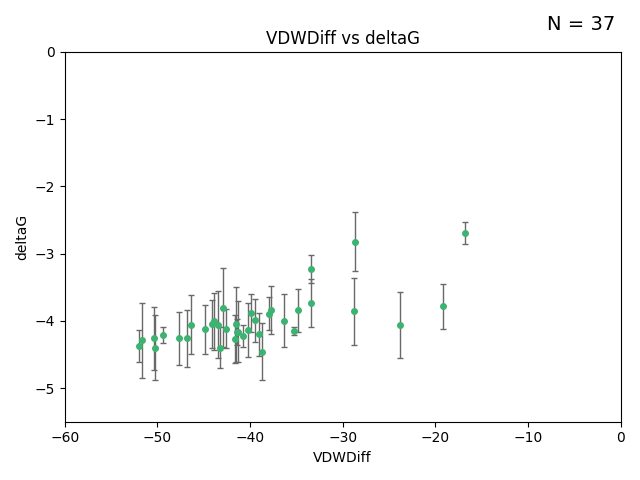 N = 37
VDWDiff vs deltaG
0
−1
−2
−3
−4
−5
deltaG
−60 −50 −40 −30 −20 −10 0
VDWDiff